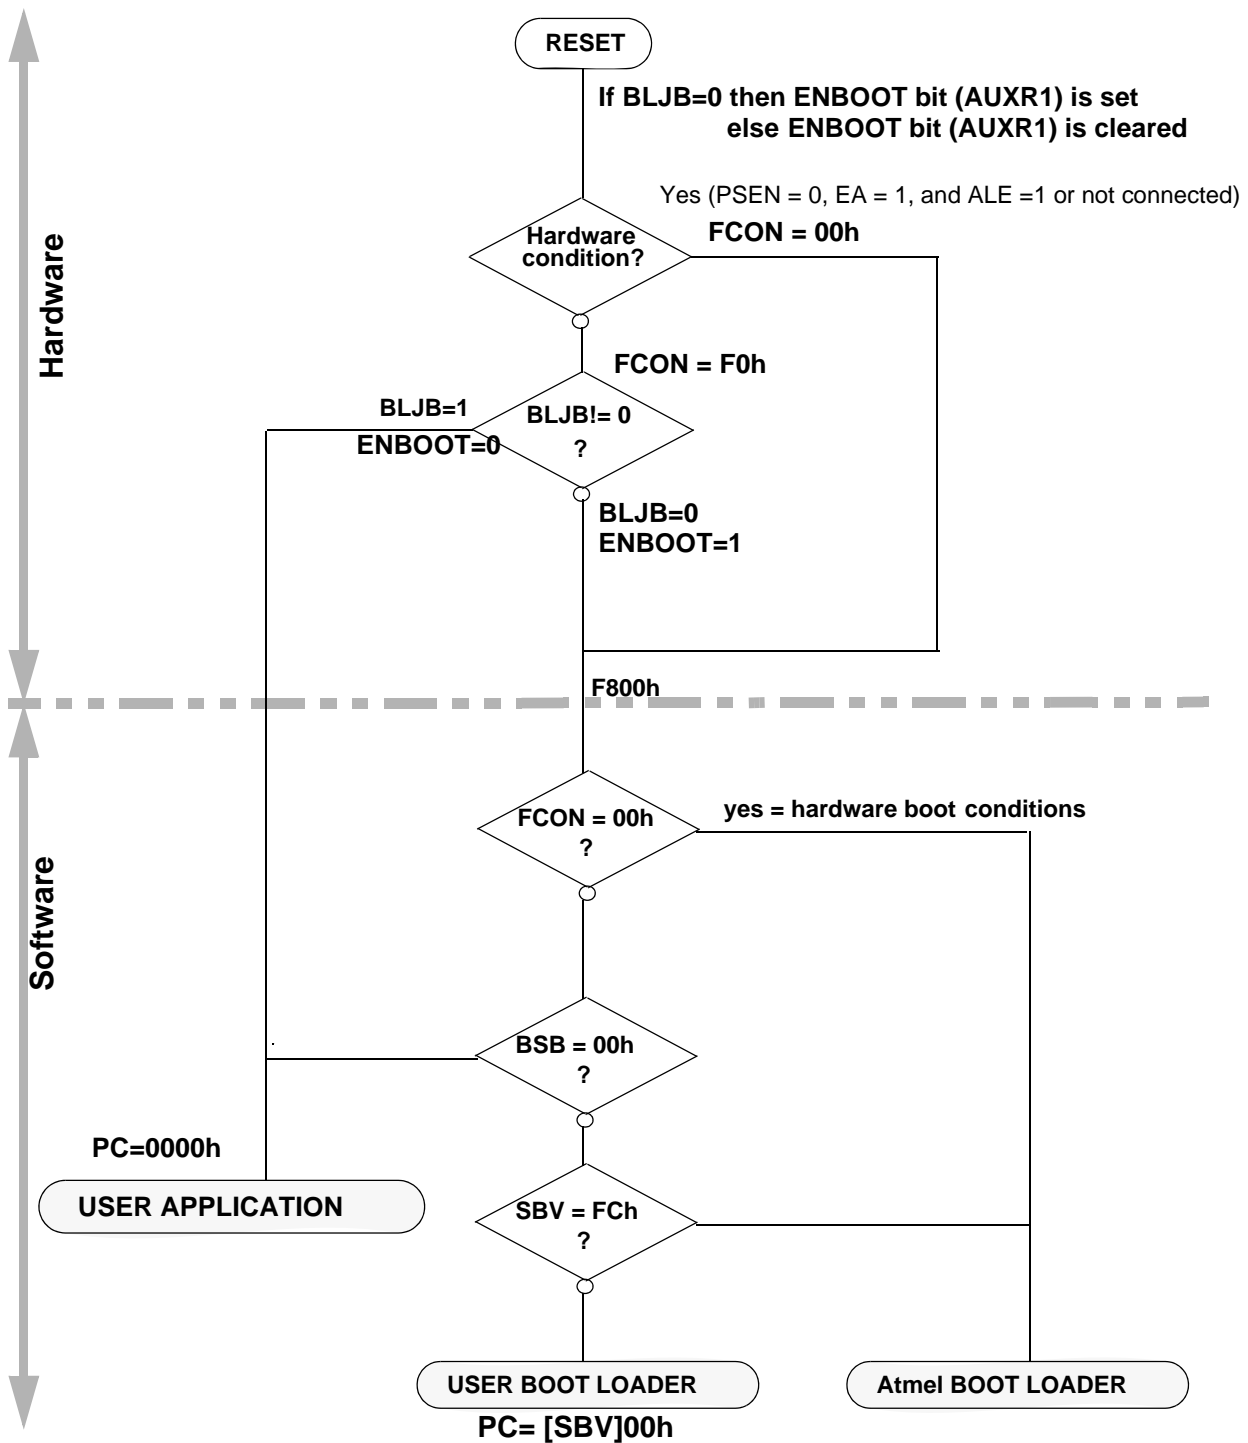 RESET
If BLJB=0 then ENBOOT bit (AUXR1) is set
else ENBOOT bit (AUXR1) is cleared
Yes (PSEN = 0, EA = 1, and ALE =1 or not connected)
FCON = 00h
Hardware
condition?
Hardware
FCON = F0h
BLJB=1
ENBOOT=0
BLJB!= 0
?
BLJB=0
ENBOOT=1
F800h
FCON = 00h
?
yes = hardware boot conditions
Software
BSB = 00h
?
PC=0000h
USER APPLICATION
SBV = FCh
?
USER BOOT LOADER
PC= [SBV]00h
Atmel BOOT LOADER